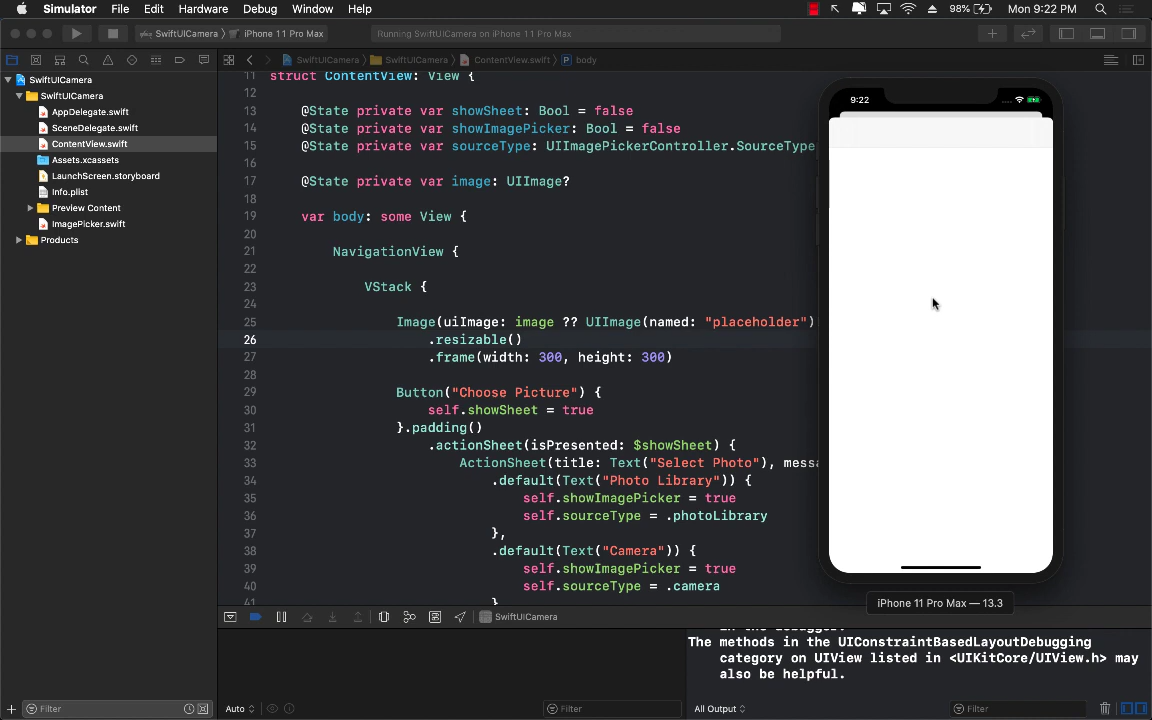 Simulator File Edit Hardware Debug Window Help 98% Mon 9:22 PM
SwiftUICamera iPhone 11 Pro Max Running SwiftUICamera on iPhone 11 Pro Max
SwiftUICamera SwiftUICamera ContentView.swift P body
SwiftUICamera
SwiftUICamera
AppDelegate.swift
SceneDelegate.swift
ContentView.swift
Assets.xcassets
LaunchScreen.storyboard
Info.plist
Preview Content
ImagePicker.swift
Products
11 struct ContentView: View {
12
13 @State private var showSheet: Bool = false
14 @State private var showImagePicker: Bool = false
15 @State private var sourceType: UIImagePickerController.SourceType
16
17 @State private var image: UIImage?
18
19 var body: some View {
20
21 NavigationView {
22
23 VStack {
24
25 Image(uiImage: image ?? UIImage(named: "placeholder")
26 .resizable()
27 .frame(width: 300, height: 300)
28
29 Button("Choose Picture") {
30 self.showSheet = true
31 }.padding()
32 .actionSheet(isPresented: $showSheet) {
33 ActionSheet(title: Text("Select Photo"), messa
34 .default(Text("Photo Library")) {
35 self.showImagePicker = true
36 self.sourceType = .photoLibrary
37 },
38 .default(Text("Camera")) {
39 self.showImagePicker = true
40 self.sourceType = .camera
41 }
9:22
iPhone 11 Pro Max — 13.3
SwiftUICamera
in the debugger.
The methods in the UIConstraintBasedLayoutDebugging
category on UIView listed in <UIKitCore/UIView.h> may
also be helpful.
Filter Auto Filter All Output Filter